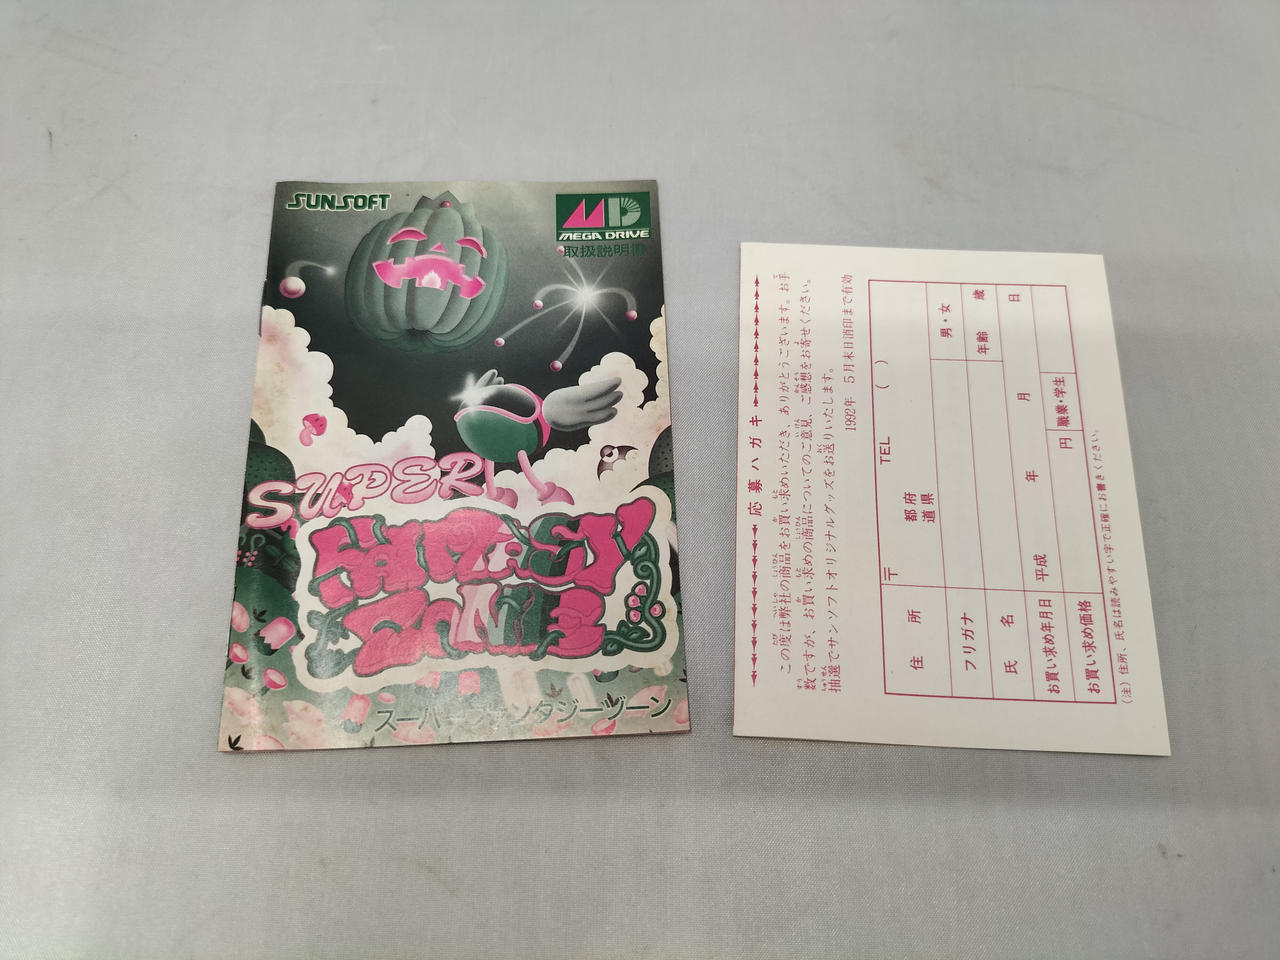 SUNSOFT
MEGA DRIVE
取扱説明書
SUPER
FANTASY
ZONE
スーパーファンタジーゾーン
応募ハガキ
この度は弊社の商品をお買い求めいただき、ありがとうございます。お手
数ですが、お買い求めの商品についてのご意見、ご感想をお寄せください。
抽選でサンソフトオリジナルグッズをお送りいたします。
1992年 5月末日消印まで有効
住所 〒 都道府県 TEL ( )
フリガナ 男・女
氏名 年齢 歳
お買い求め年月日 平成 年 月 日
お買い求め価格 円 職業・学生
(注) 住所、氏名は読みやすい字で正確にお書きください。